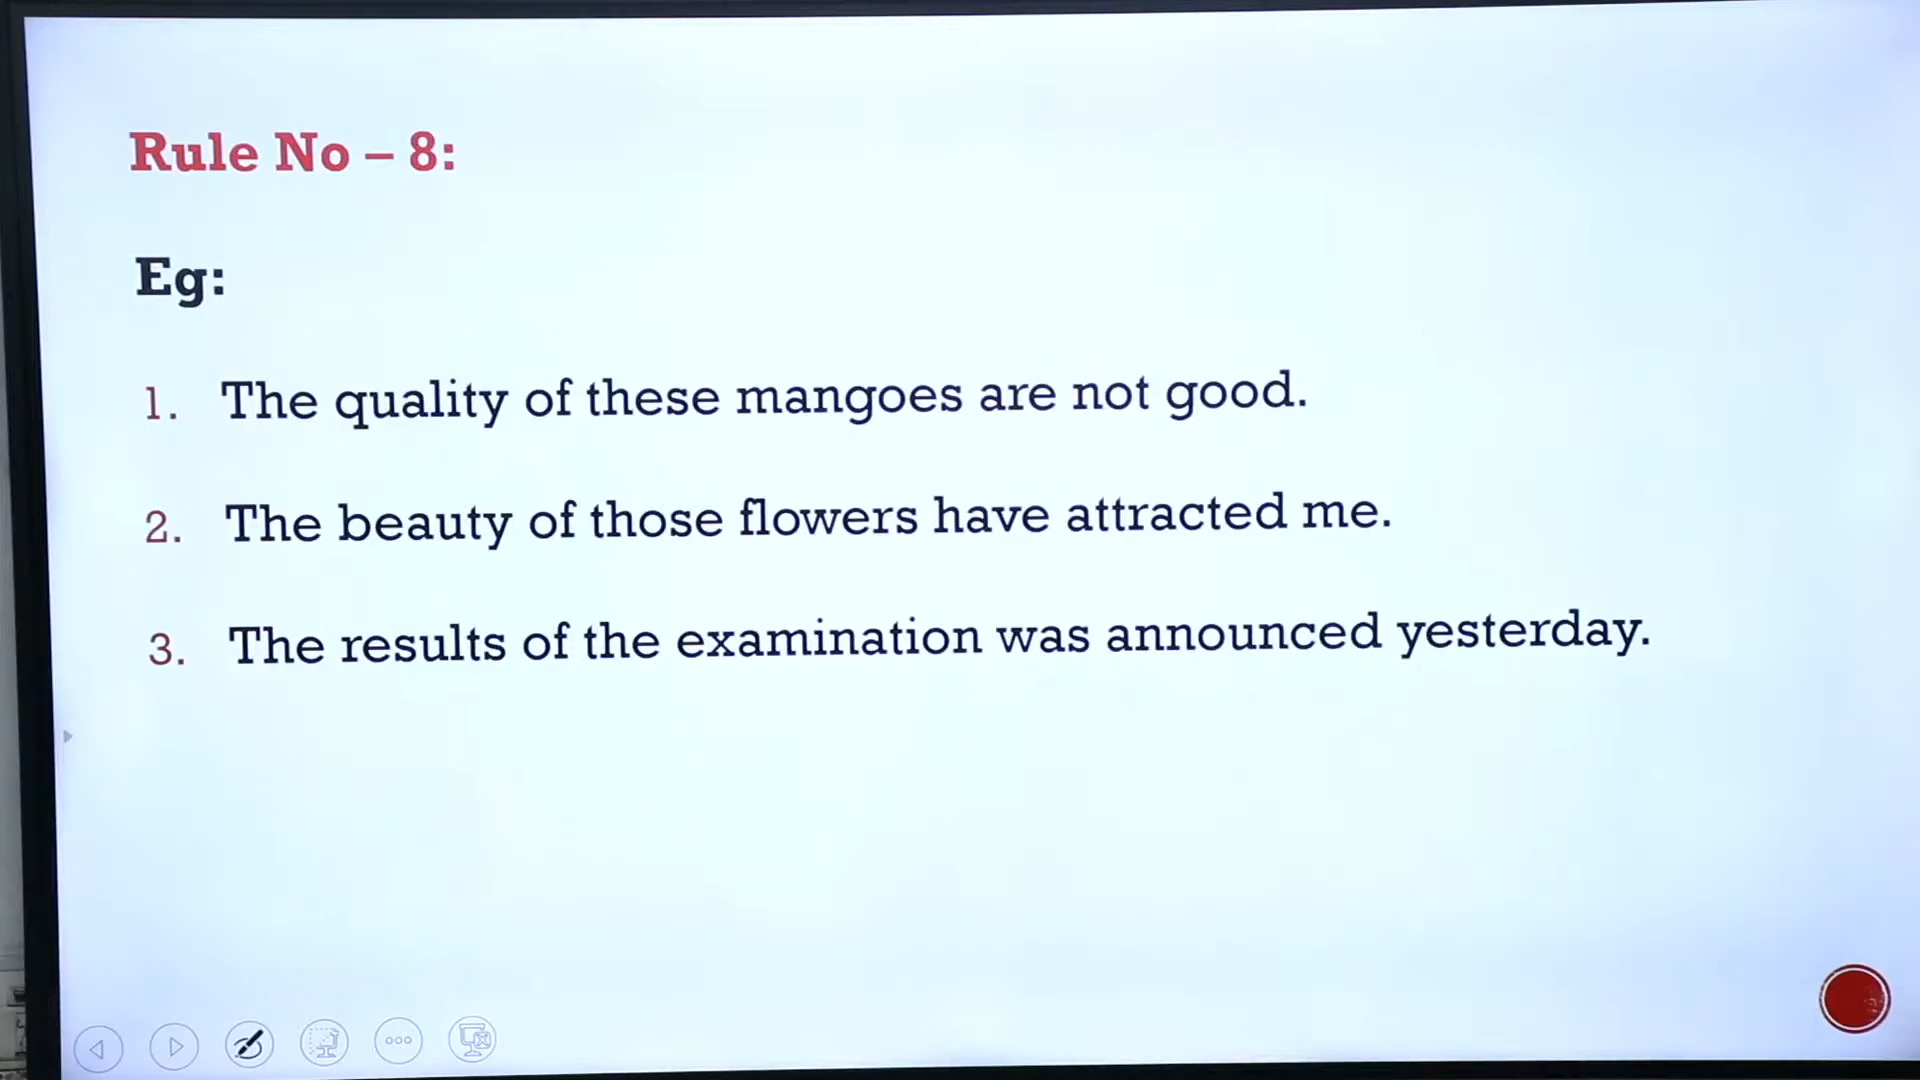 Rule No – 8:
Eg:
1. The quality of these mangoes are not good.
2. The beauty of those flowers have attracted me.
3. The results of the examination was announced yesterday.